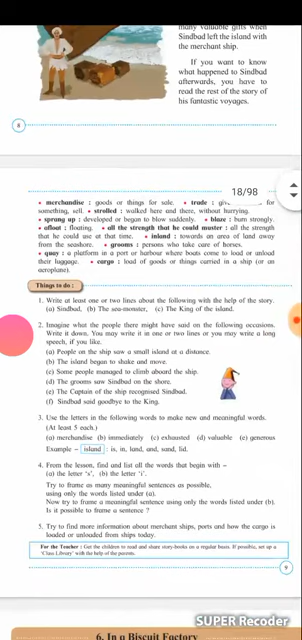 many valuable gifts when
Sindbad left the island with
the merchant ship.
If you want to know
what happened to Sindbad
afterwards, you have to
read the rest of the story of
his fantastic voyages.
8
18/98
• merchandise : goods or things for sale. • trade : give for
something, sell. • strolled : walked here and there, without hurrying.
• sprang up : developed or began to blow suddenly. • blaze : burn strongly.
• afloat : floating. • all the strength that he could muster : all the strength
that he could use at that time. • inland : towards an area of land away
from the seashore. • grooms : persons who take care of horses.
• quay : a platform in a port or harbour where boats come to load or unload
their luggage. • cargo : load of goods or things carried in a ship (or an
aeroplane).
Things to do :
1. Write at least one or two lines about the following with the help of the story.
(a) Sindbad, (b) The sea-monster, (c) The King of the island.
2. Imagine what the people there might have said on the following occasions.
Write it down. You may write it in one or two lines or you may write a long
speech, if you like.
(a) People on the ship saw a small island at a distance.
(b) The island began to shake and move.
(c) Some people managed to climb aboard the ship.
(d) The grooms saw Sindbad on the shore.
(e) The Captain of the ship recognised Sindbad.
(f) Sindbad said goodbye to the King.
3. Use the letters in the following words to make new and meaningful words.
(At least 5 each.)
(a) merchandise (b) immediately (c) exhausted (d) valuable (e) generous
Example – island : is, in, land, and, sand, lid.
4. From the lesson, find and list all the words that begin with –
(a) the letter ‘s’, (b) the letter ‘i’.
Try to frame as many meaningful sentences as possible,
using only the words listed under (a).
Now try to frame a meaningful sentence using only the words listed under (b).
Is it possible to frame a sentence ?
5. Try to find more information about merchant ships, ports and how the cargo is
loaded or unloaded from ships today.
For the Teacher : Get the children to read and share story-books on a regular basis. If possible, set up a
‘Class Library’ with the help of the parents.
9
SUPER Recoder
6. In a Biscuit Factory